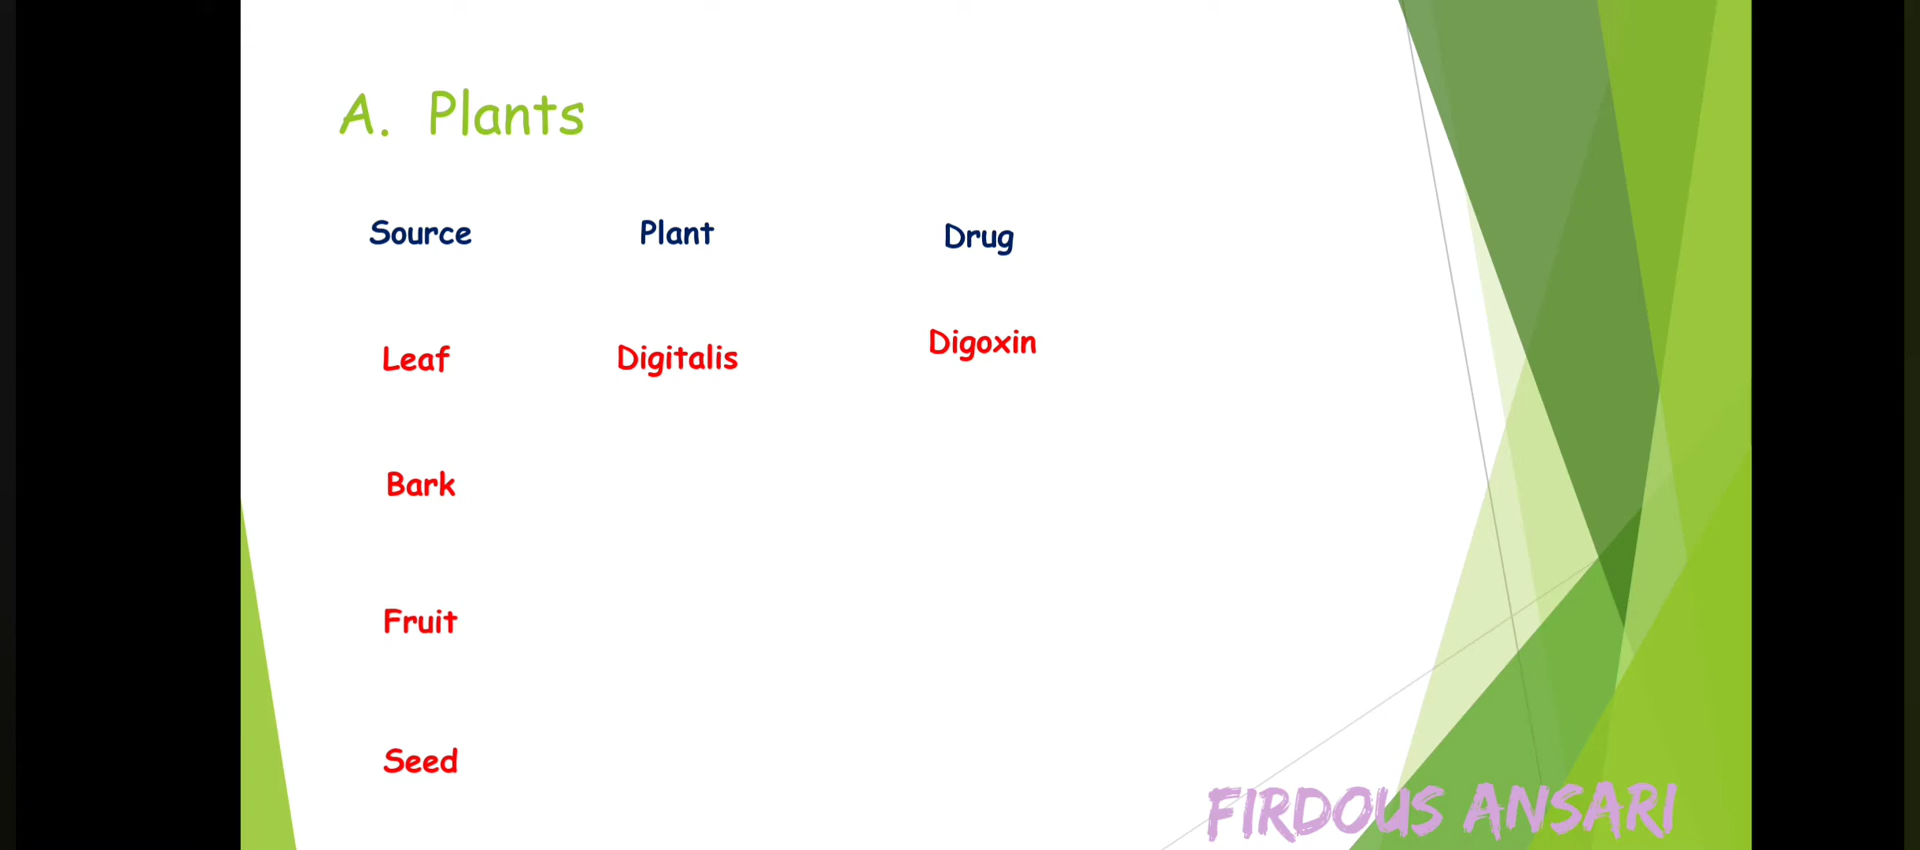 A. Plants
Source Plant Drug
Leaf Digitalis Digoxin
Bark
Fruit
Seed
FIRDOUS ANSARI